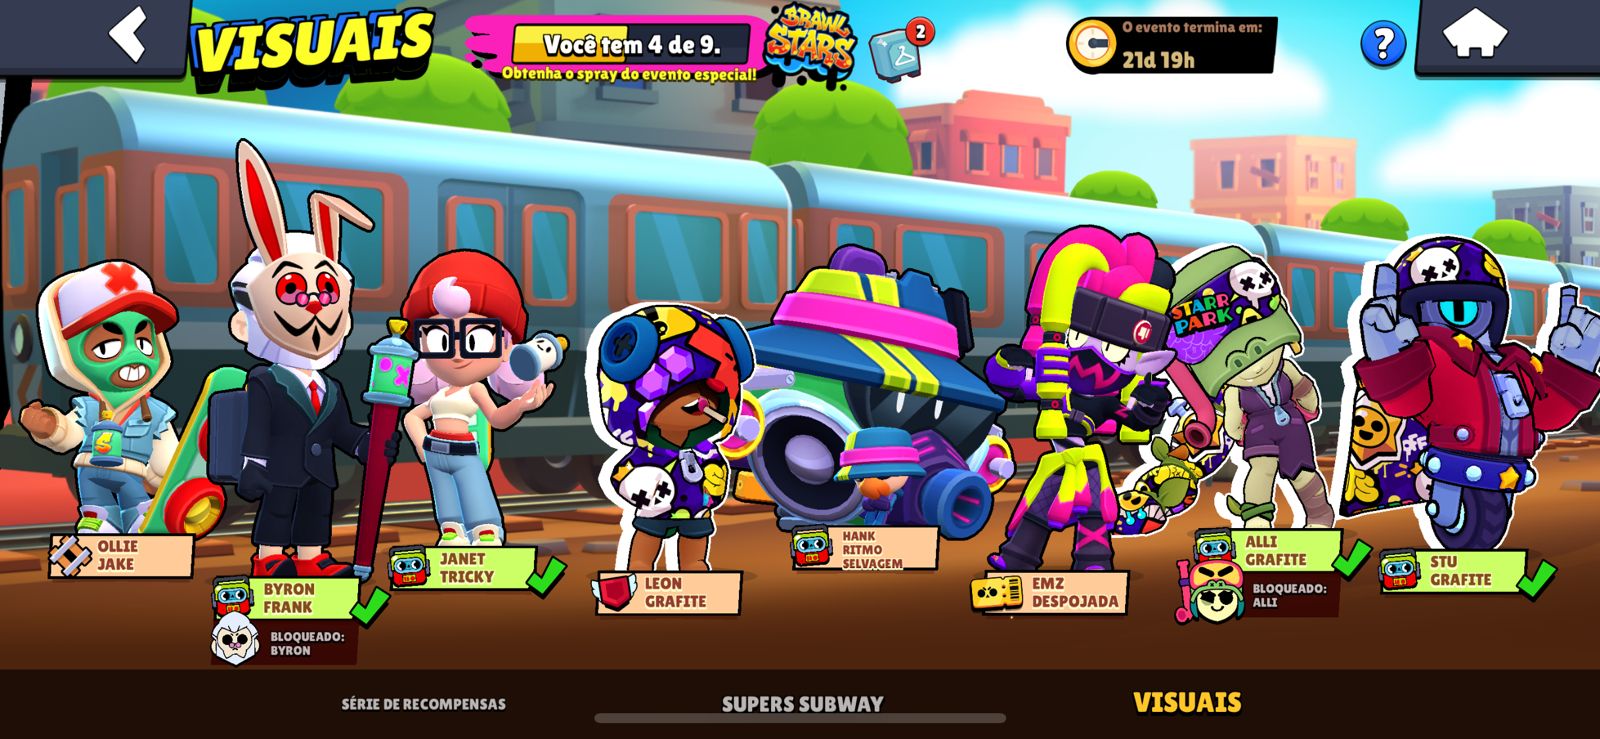 VISUAIS
Você tem 4 de 9.
Obtenha o spray do evento especial!
BRAWL
STARS
2
O evento termina em:
21d 19h
?
STARR
PARK
OLLIE
JAKE
BYRON
FRANK
BLOQUEADO:
BYRON
JANET
TRICKY
LEON
GRAFITE
HANK
RITMO
SELVAGEM
EMZ
DESPOJADA
ALLI
GRAFITE
BLOQUEADO:
ALLI
STU
GRAFITE
SÉRIE DE RECOMPENSAS
SUPERS SUBWAY
VISUAIS